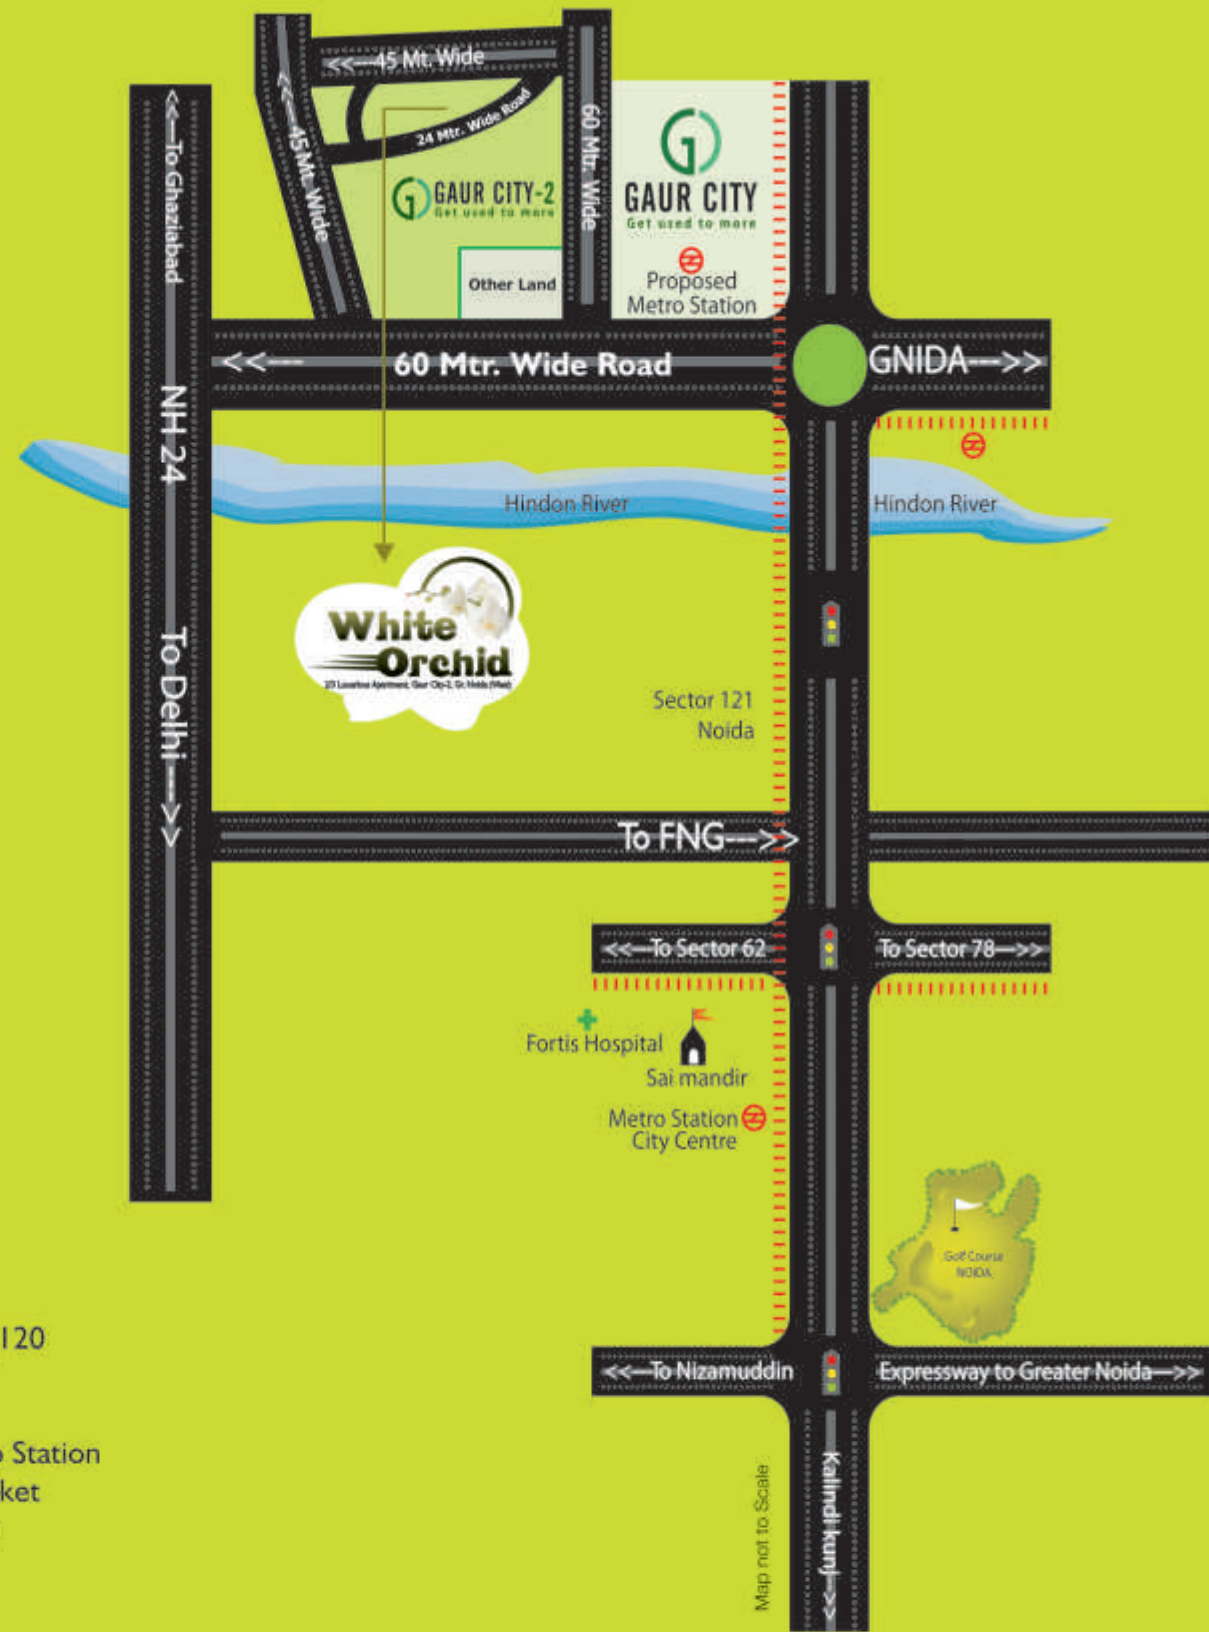 <<---45 Mt. Wide
<<---45 Mt. Wide
24 Mtr. Wide Road
60 Mtr. Wide
<---To Ghaziabad
GAUR CITY-2
Get used to more
GAUR CITY
Get used to more
Other Land
Proposed
Metro Station
<<--- 60 Mtr. Wide Road
GNIDA--->>
NH-24
Hindon River
Hindon River
White
Orchid
To Delhi--->>
Sector 121
Noida
To FNG--->>
<<---To Sector 62
To Sector 78--->>
Fortis Hospital
Sai mandir
Metro Station
City Centre
Golf Course
NOIDA
120
<<---To Nizamuddin
Expressway to Greater Noida--->>
Station
ket
Kalindi kunj--->>
Map not to Scale